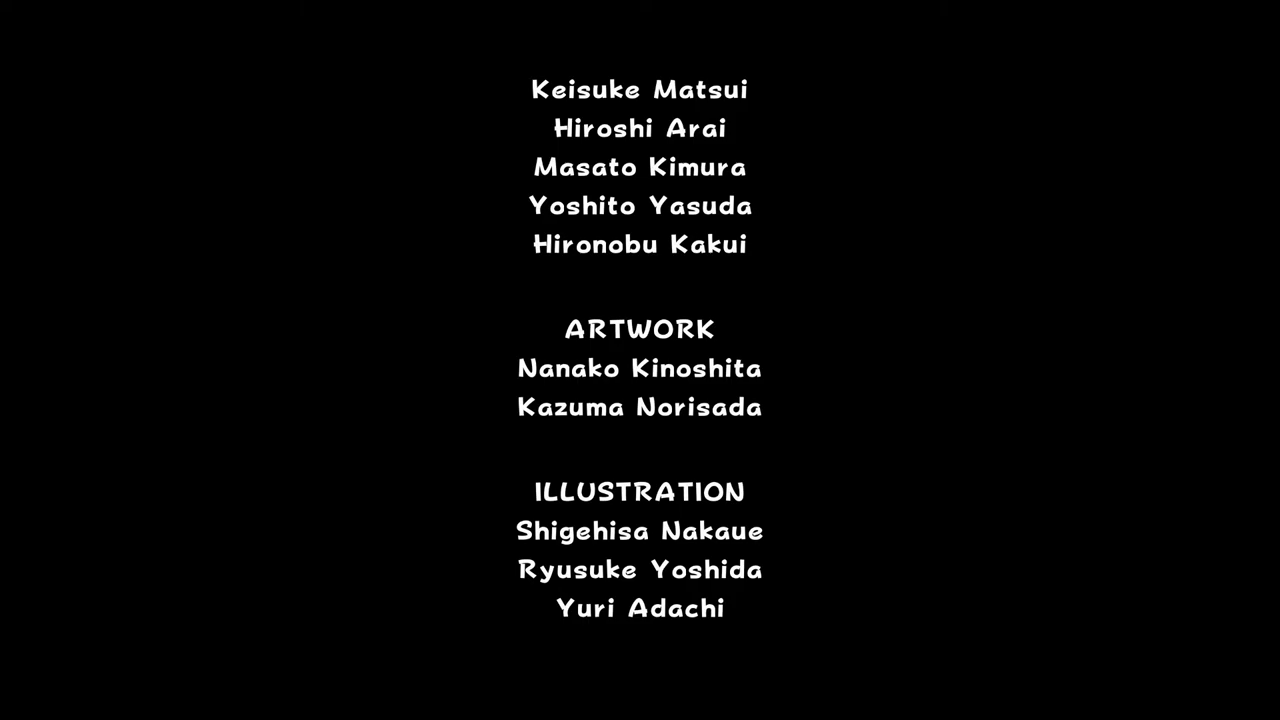 Keisuke Matsui
Hiroshi Arai
Masato Kimura
Yoshito Yasuda
Hironobu Kakui
ARTWORK
Nanako Kinoshita
Kazuma Norisada
ILLUSTRATION
Shigehisa Nakaue
Ryusuke Yoshida
Yuri Adachi